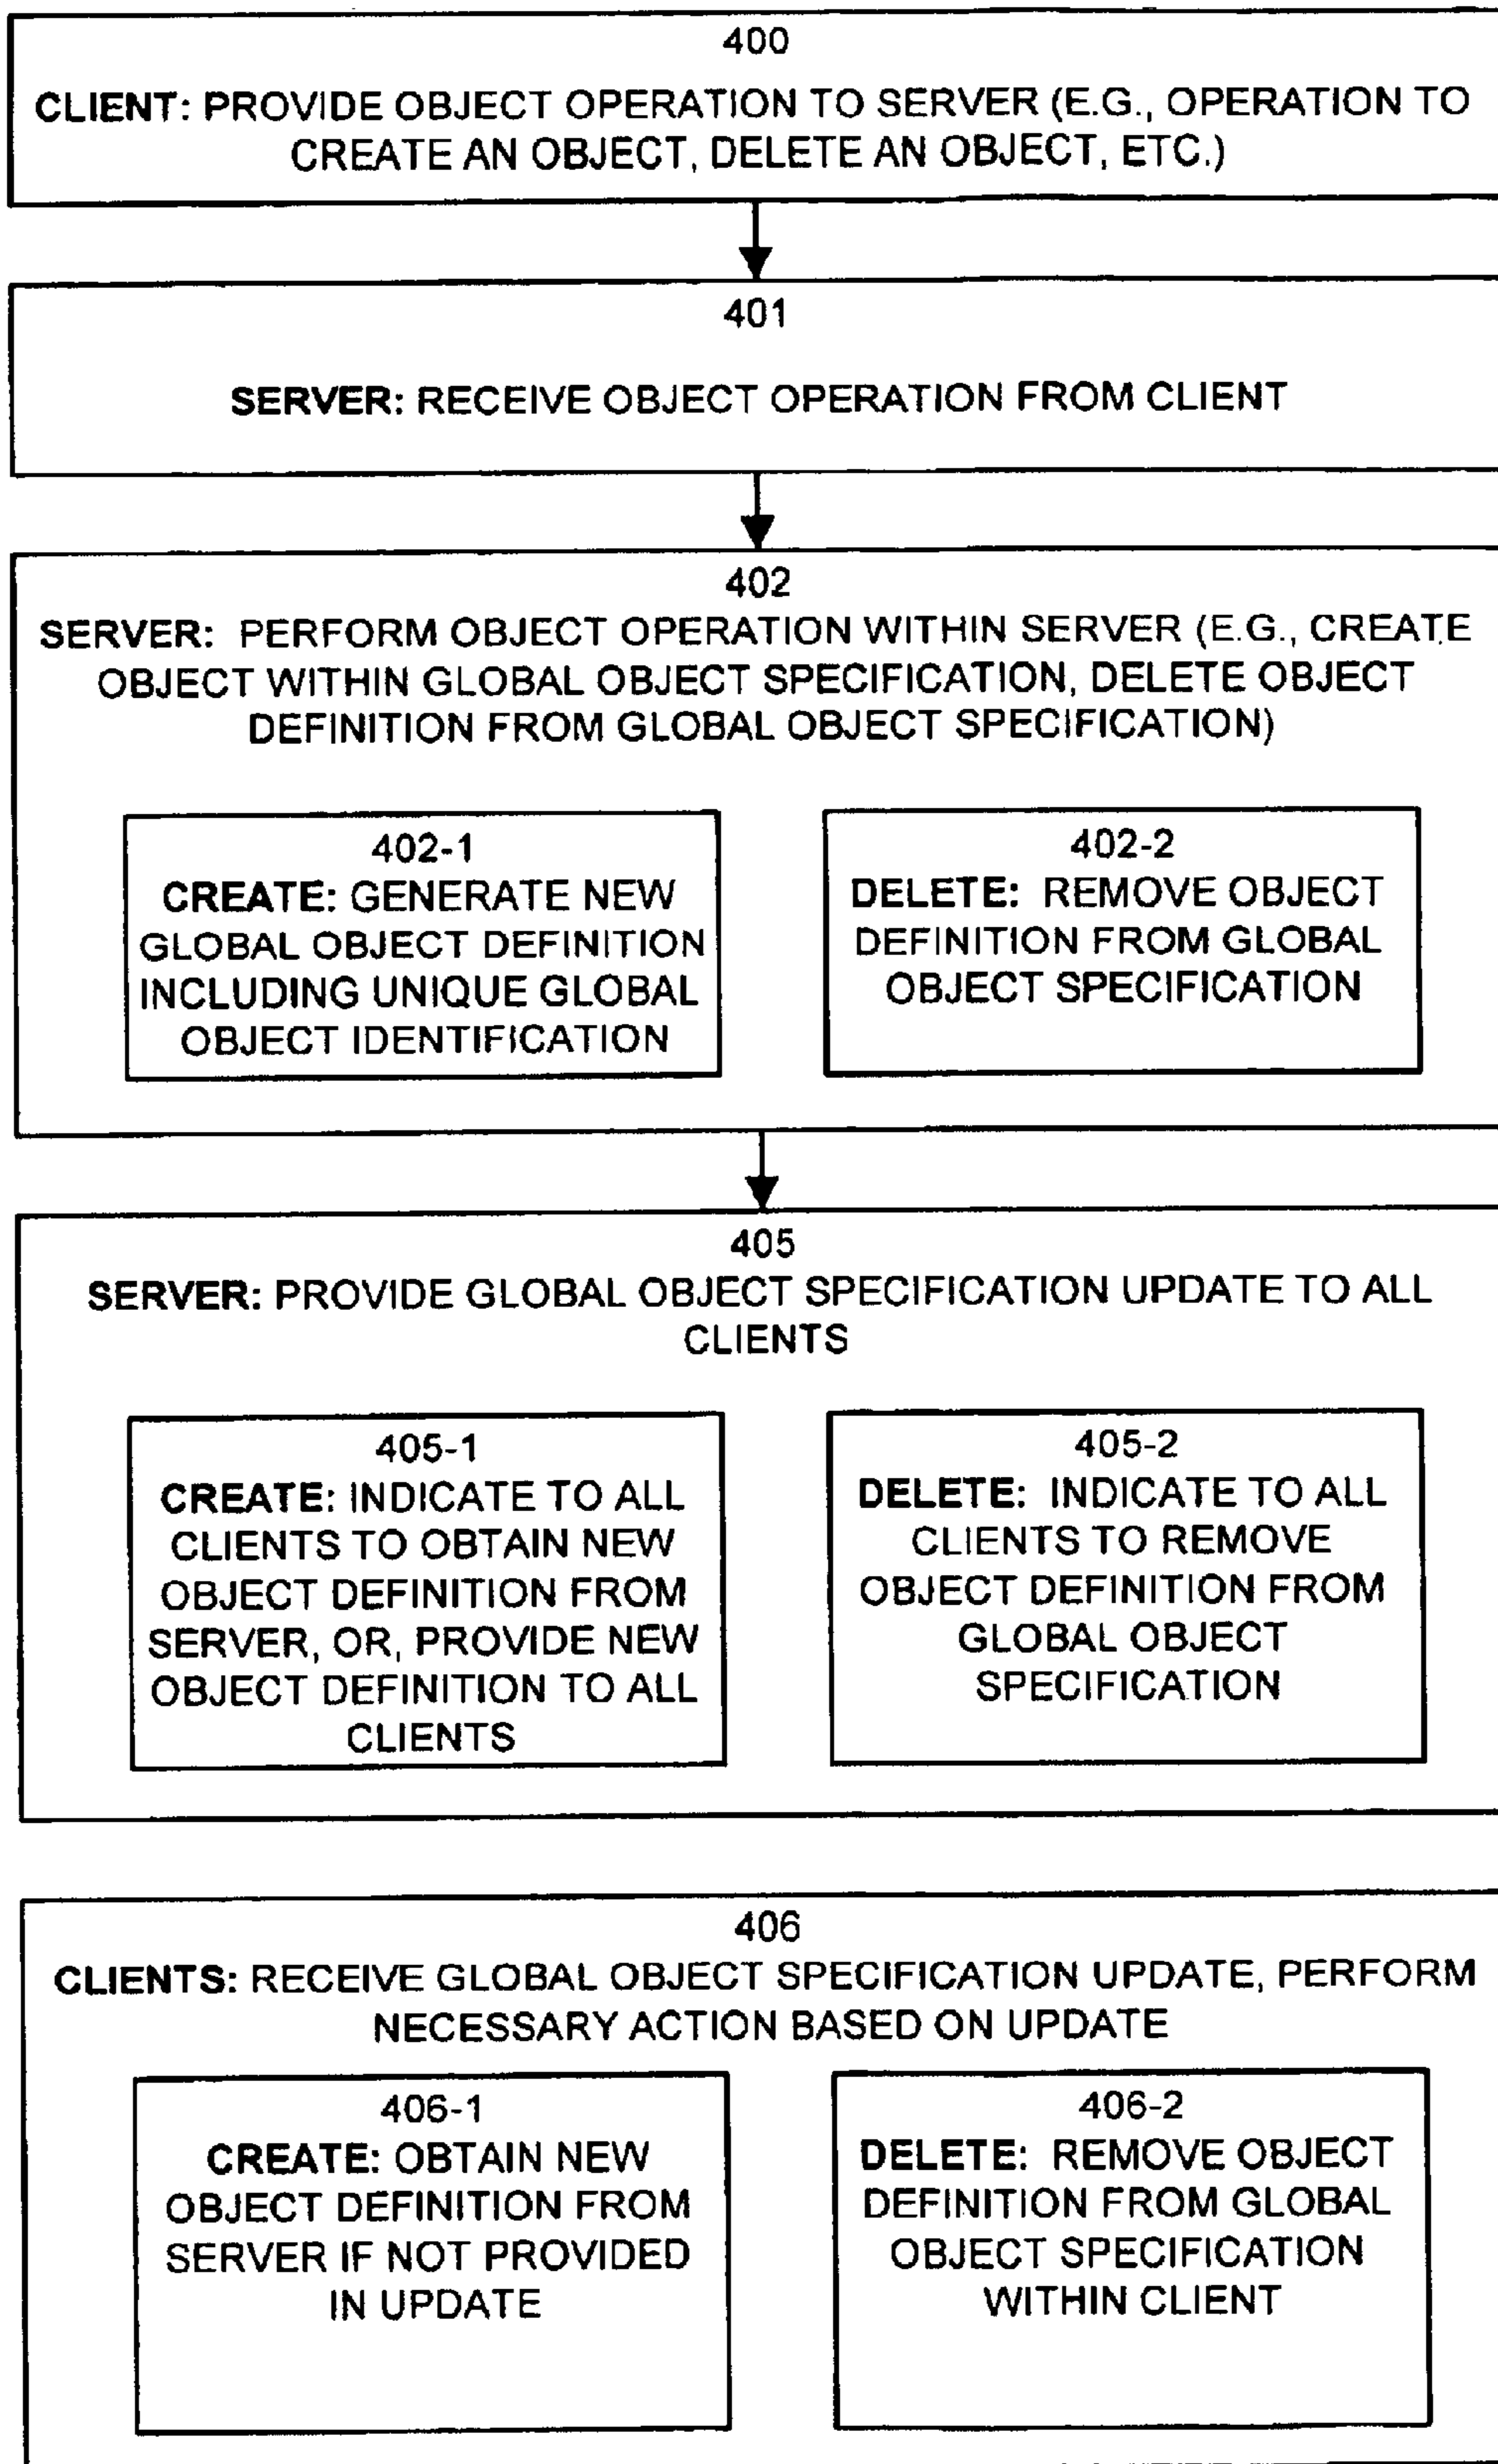 400
CLIENT: PROVIDE OBJECT OPERATION TO SERVER (E.G., OPERATION TO
CREATE AN OBJECT, DELETE AN OBJECT, ETC.)
401
SERVER: RECEIVE OBJECT OPERATION FROM CLIENT
402
SERVER: PERFORM OBJECT OPERATION WITHIN SERVER (E.G., CREATE
OBJECT WITHIN GLOBAL OBJECT SPECIFICATION, DELETE OBJECT
DEFINITION FROM GLOBAL OBJECT SPECIFICATION)
402-1
CREATE: GENERATE NEW
GLOBAL OBJECT DEFINITION
INCLUDING UNIQUE GLOBAL
OBJECT IDENTIFICATION
402-2
DELETE: REMOVE OBJECT
DEFINITION FROM GLOBAL
OBJECT SPECIFICATION
405
SERVER: PROVIDE GLOBAL OBJECT SPECIFICATION UPDATE TO ALL
CLIENTS
405-1
CREATE: INDICATE TO ALL
CLIENTS TO OBTAIN NEW
OBJECT DEFINITION FROM
SERVER, OR, PROVIDE NEW
OBJECT DEFINITION TO ALL
CLIENTS
405-2
DELETE: INDICATE TO ALL
CLIENTS TO REMOVE
OBJECT DEFINITION FROM
GLOBAL OBJECT
SPECIFICATION
406
CLIENTS: RECEIVE GLOBAL OBJECT SPECIFICATION UPDATE, PERFORM
NECESSARY ACTION BASED ON UPDATE
406-1
CREATE: OBTAIN NEW
OBJECT DEFINITION FROM
SERVER IF NOT PROVIDED
IN UPDATE
406-2
DELETE: REMOVE OBJECT
DEFINITION FROM GLOBAL
OBJECT SPECIFICATION
WITHIN CLIENT